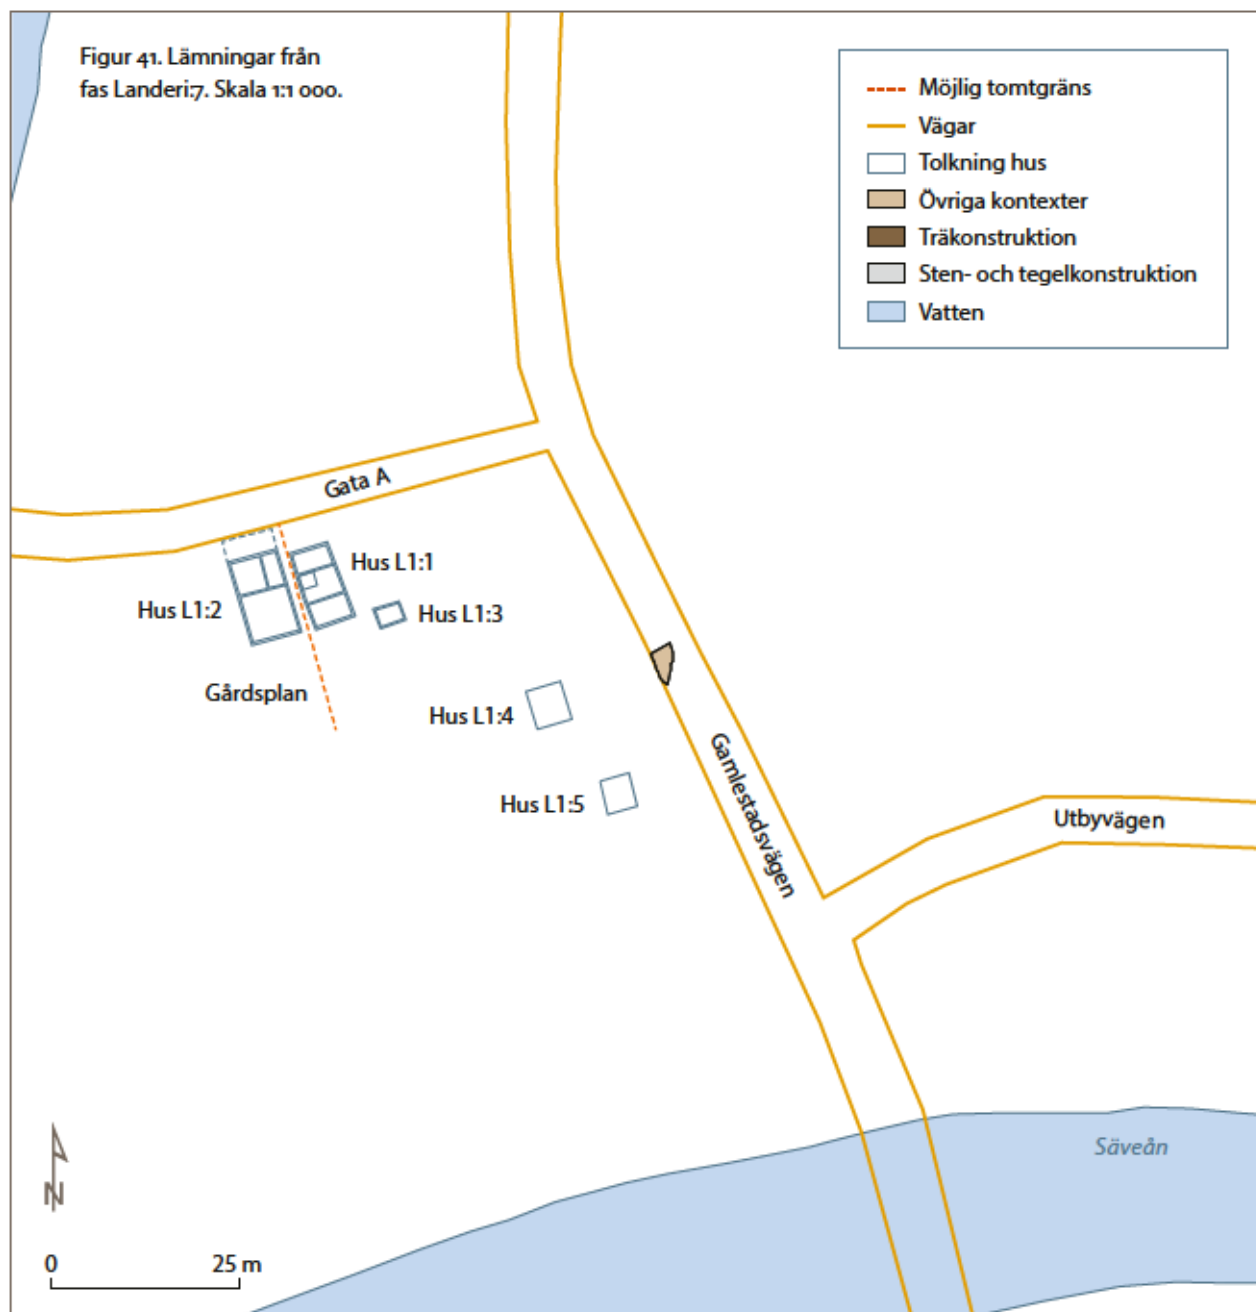 Figur 41. Lämningar från
fas Landeri:7. Skala 1:1 000.
Möjlig tomtgräns
Vägar
Tolkning hus
Övriga kontexter
Träkonstruktion
Sten- och tegelkonstruktion
Vatten
Gata A
Hus L1:1
Hus L1:2
Hus L1:3
Gårdsplan
Hus L1:4
Hus L1:5
Gamlestadsvägen
Utbyvägen
Säveån
N
0 25 m